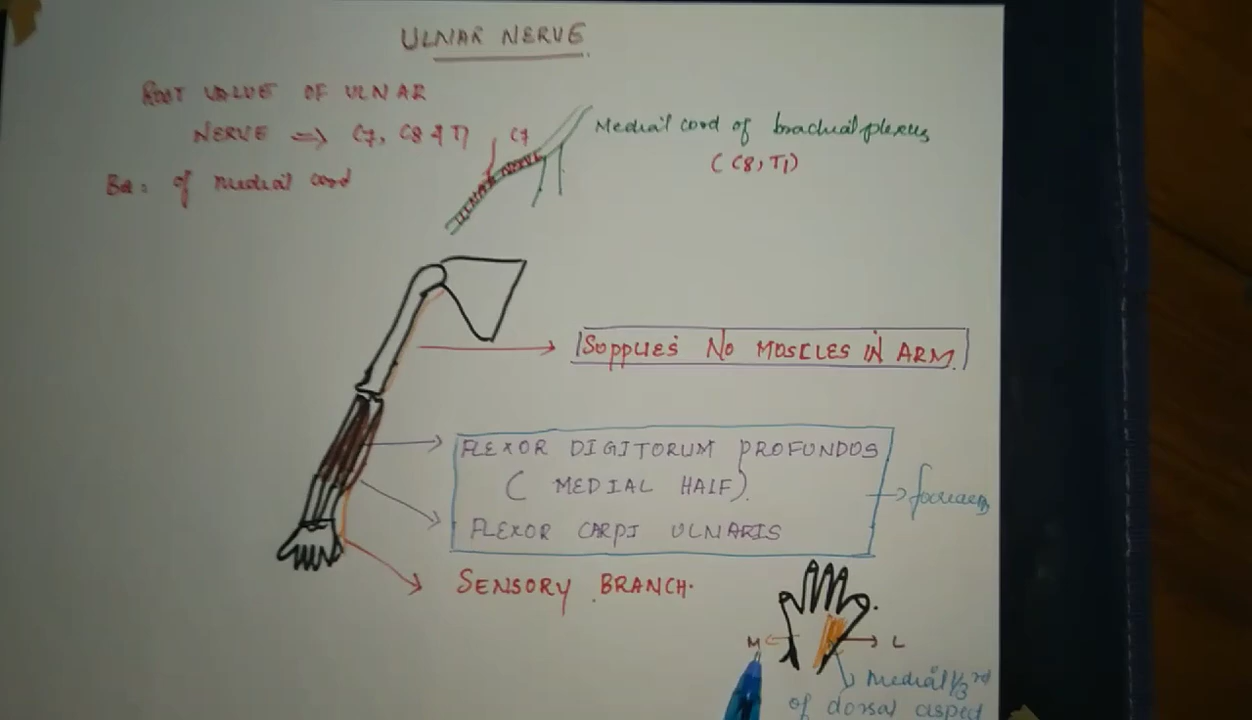 ULNAR NERVE
ROOT VALUE OF ULNAR
NERVE => C7, C8 & T1
C7
Medial cord of brachial plexus
(C8, T1)
of medial cord
ULNAR NERVE
SUPPLIES NO MUSCLES IN ARM.
FLEXOR DIGITORUM PROFUNDUS
( MEDIAL HALF).
FLEXOR CARPI ULNARIS
SENSORY BRANCH.
M
L
Medial 1/3rd
of dorsal aspect